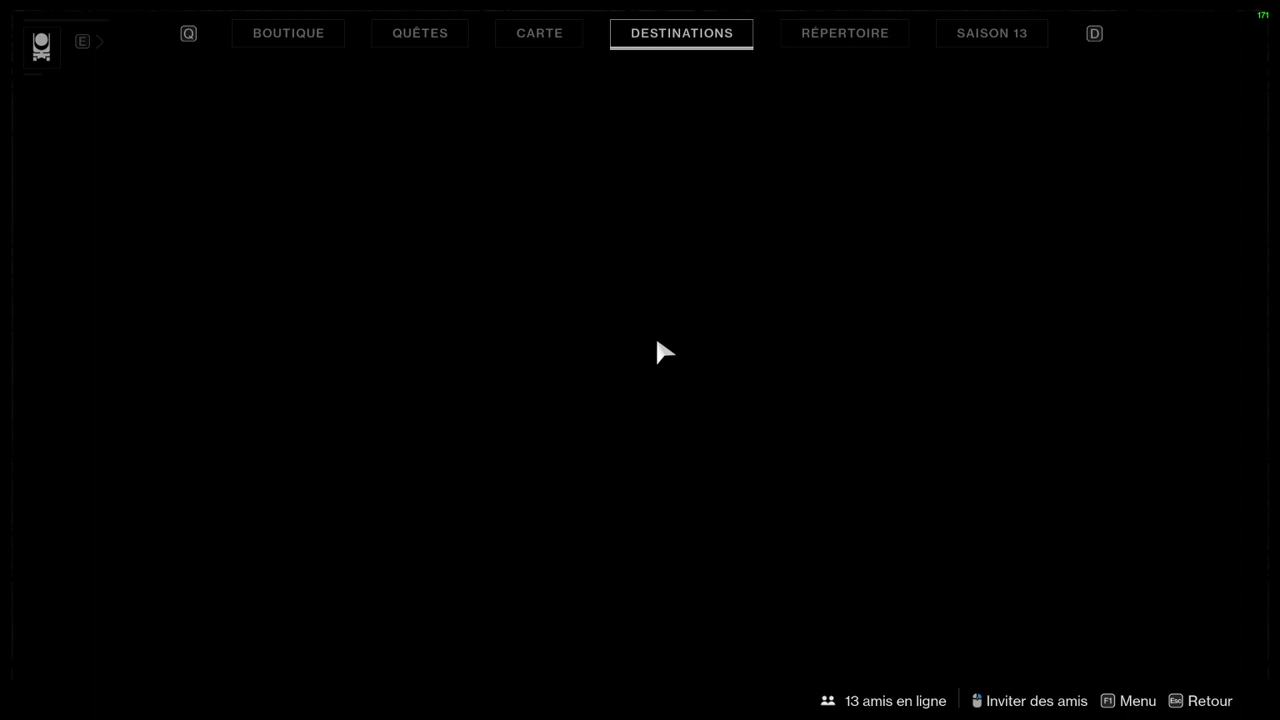 171
E Q BOUTIQUE QUÊTES CARTE DESTINATIONS RÉPERTOIRE SAISON 13 D
13 amis en ligne Inviter des amis F1 Menu Esc Retour